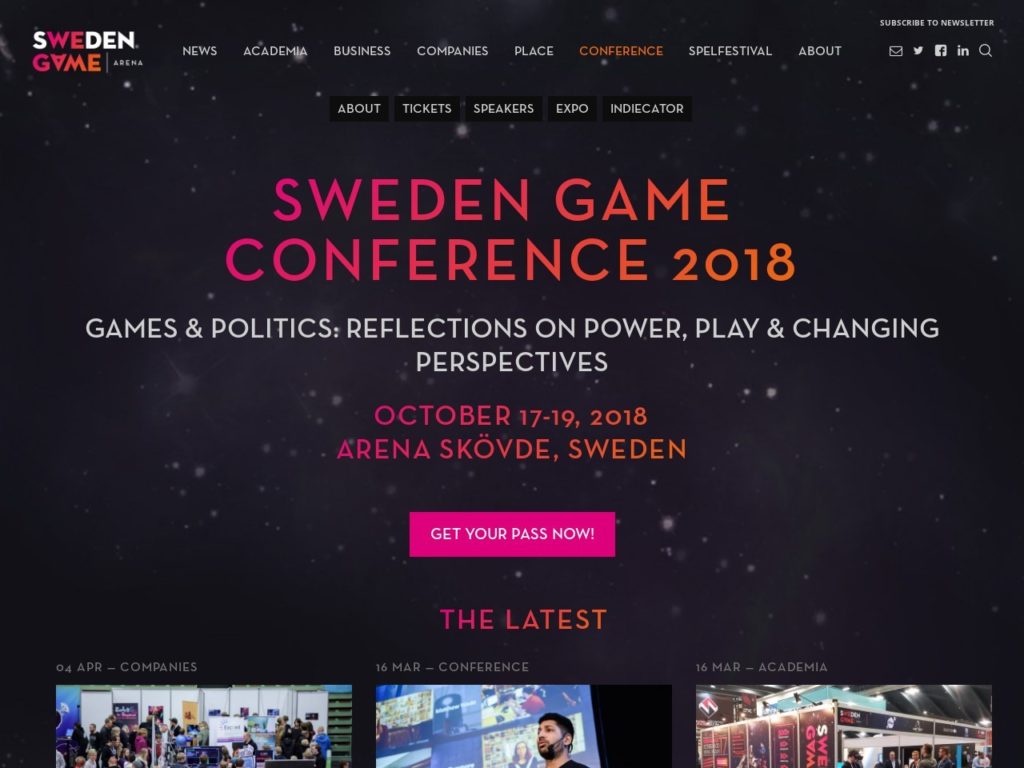 SUBSCRIBE TO NEWSLETTER
SWEDEN
GAME | ARENA
NEWS ACADEMIA BUSINESS COMPANIES PLACE CONFERENCE SPELFESTIVAL ABOUT
ABOUT TICKETS SPEAKERS EXPO INDIECATOR
SWEDEN GAME
CONFERENCE 2018
GAMES & POLITICS: REFLECTIONS ON POWER, PLAY & CHANGING
PERSPECTIVES
OCTOBER 17-19, 2018
ARENA SKÖVDE, SWEDEN
GET YOUR PASS NOW!
THE LATEST
04 APR – COMPANIES
16 MAR – CONFERENCE
16 MAR – ACADEMIA
SWEDEN
GAME